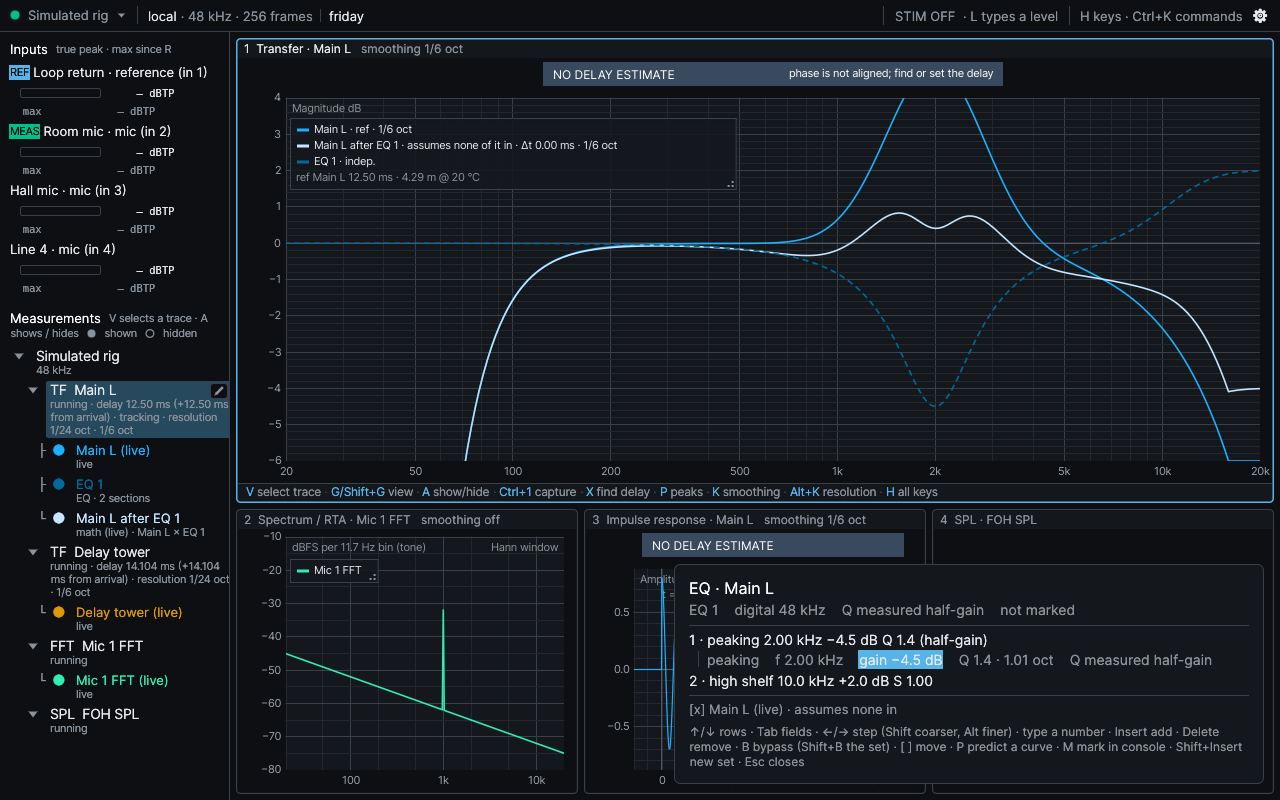 Simulated rig
local · 48 kHz · 256 frames
friday
STIM OFF · L types a level
H keys · Ctrl+K commands
Inputs true peak · max since R
REF Loop return · reference (in 1)
– dBTP
max – dBTP
MEAS Room mic · mic (in 2)
– dBTP
max – dBTP
Hall mic · mic (in 3)
– dBTP
max – dBTP
Line 4 · mic (in 4)
– dBTP
max – dBTP
Measurements V selects a trace · A
shows / hides shown hidden
Simulated rig
48 kHz
TF Main L
running · delay 12.50 ms (+12.50 ms
from arrival) · tracking · resolution
1/24 oct · 1/6 oct
Main L (live)
live
EQ 1
EQ · 2 sections
Main L after EQ 1
math (live) · Main L × EQ 1
TF Delay tower
running · delay 14.104 ms (+14.104
ms from arrival) · resolution 1/24 oct
· 1/6 oct
Delay tower (live)
live
FFT Mic 1 FFT
running
Mic 1 FFT (live)
live
SPL FOH SPL
running
1 Transfer · Main L smoothing 1/6 oct
NO DELAY ESTIMATE phase is not aligned; find or set the delay
Magnitude dB
Main L · ref · 1/6 oct
Main L after EQ 1 · assumes none of it in · Δt 0.00 ms · 1/6 oct
EQ 1 · indep.
ref Main L 12.50 ms · 4.29 m @ 20 °C
4
3
2
1
0
−1
−2
−3
−4
−5
−6
20 50 100 200 500 1k 2k 5k 10k 20k
V select trace · G/Shift+G view · A show/hide · Ctrl+1 capture · X find delay · P peaks · K smoothing · Alt+K resolution · H all keys
2 Spectrum / RTA · Mic 1 FFT smoothing off
dBFS per 11.7 Hz bin (tone) Hann window
Mic 1 FFT
−10
−20
−30
−40
−50
−60
−70
−80
100 1k 10k
3 Impulse response · Main L smoothing 1/6 oct
NO DELAY ESTIMATE
0.5
0.0
−0.5
0
4 SPL · FOH SPL
EQ · Main L
EQ 1 digital 48 kHz Q measured half-gain not marked
1 · peaking 2.00 kHz −4.5 dB Q 1.4 (half-gain)
peaking f 2.00 kHz gain −4.5 dB Q 1.4 · 1.01 oct Q measured half-gain
2 · high shelf 10.0 kHz +2.0 dB S 1.00
[x] Main L (live) · assumes none in
↑/↓ rows · Tab fields · ←/→ step (Shift coarser, Alt finer) · type a number · Insert add · Delete
remove · B bypass (Shift+B the set) · [ ] move · P predict a curve · M mark in console · Shift+Insert
new set · Esc closes